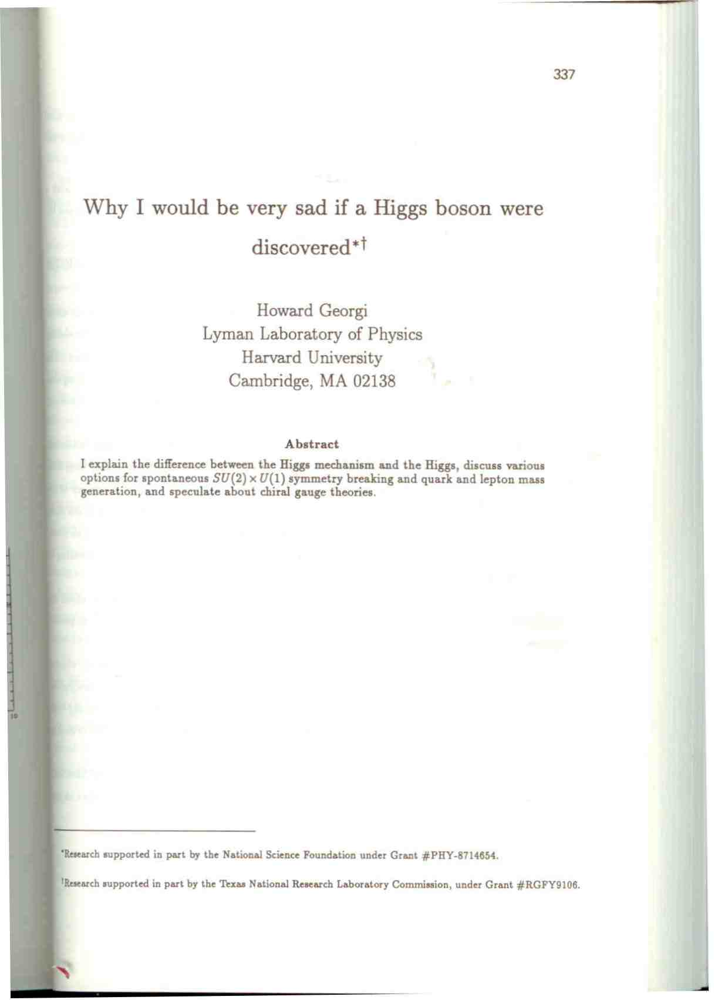 337
Why I would be very sad if a Higgs boson were
discovered*†
Howard Georgi
Lyman Laboratory of Physics
Harvard University
Cambridge, MA 02138
Abstract
I explain the difference between the Higgs mechanism and the Higgs, discuss various
options for spontaneous SU(2) × U(1) symmetry breaking and quark and lepton mass
generation, and speculate about chiral gauge theories.
*Research supported in part by the National Science Foundation under Grant #PHY-8714654.
†Research supported in part by the Texas National Research Laboratory Commission, under Grant #RGFY9106.
10